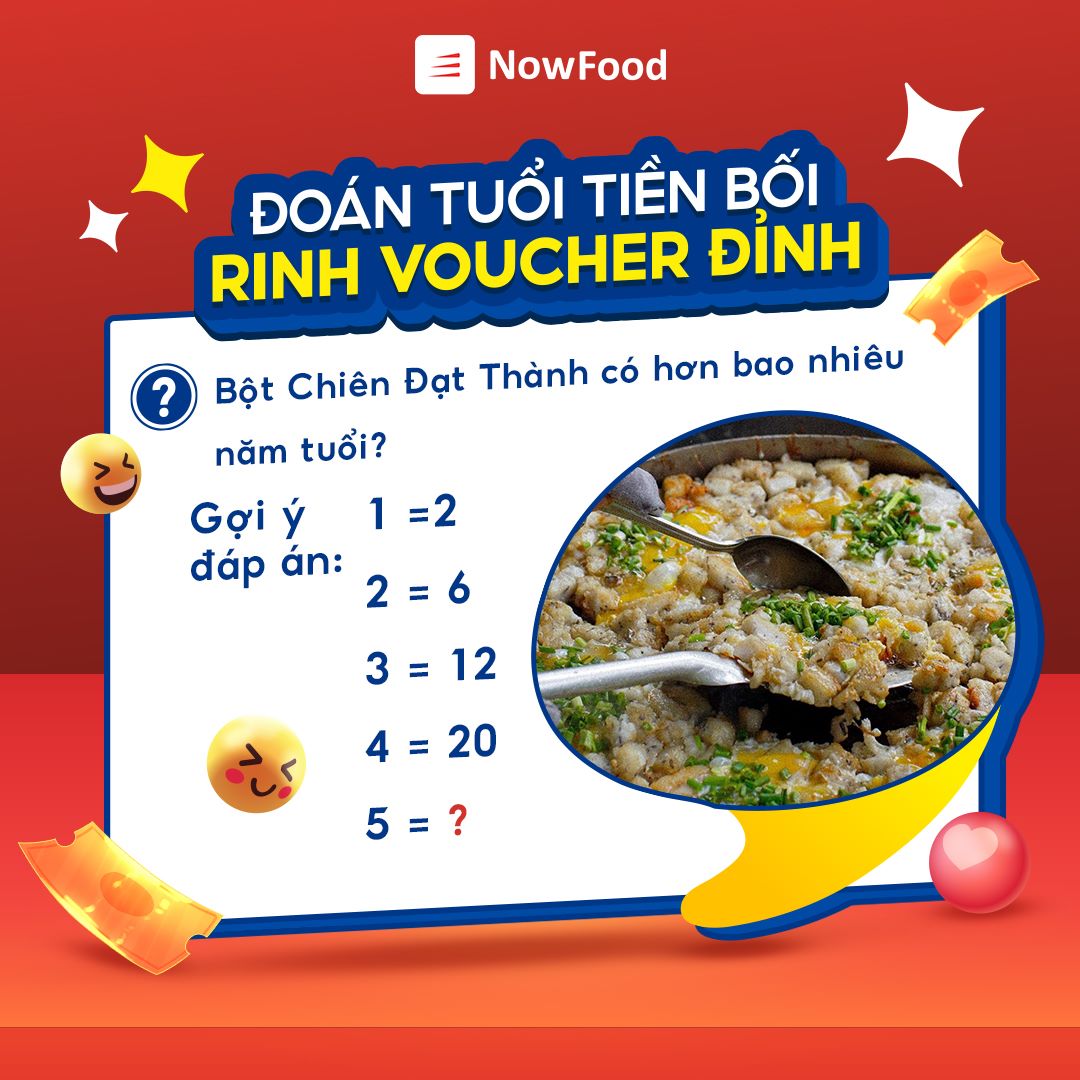 NowFood
ĐOÁN TUỔI TIỀN BỐI
RINH VOUCHER ĐỈNH
? Bột Chiên Đạt Thành có hơn bao nhiêu
năm tuổi?
Gợi ý
đáp án:
1 =2
2 = 6
3 = 12
4 = 20
5 = ?